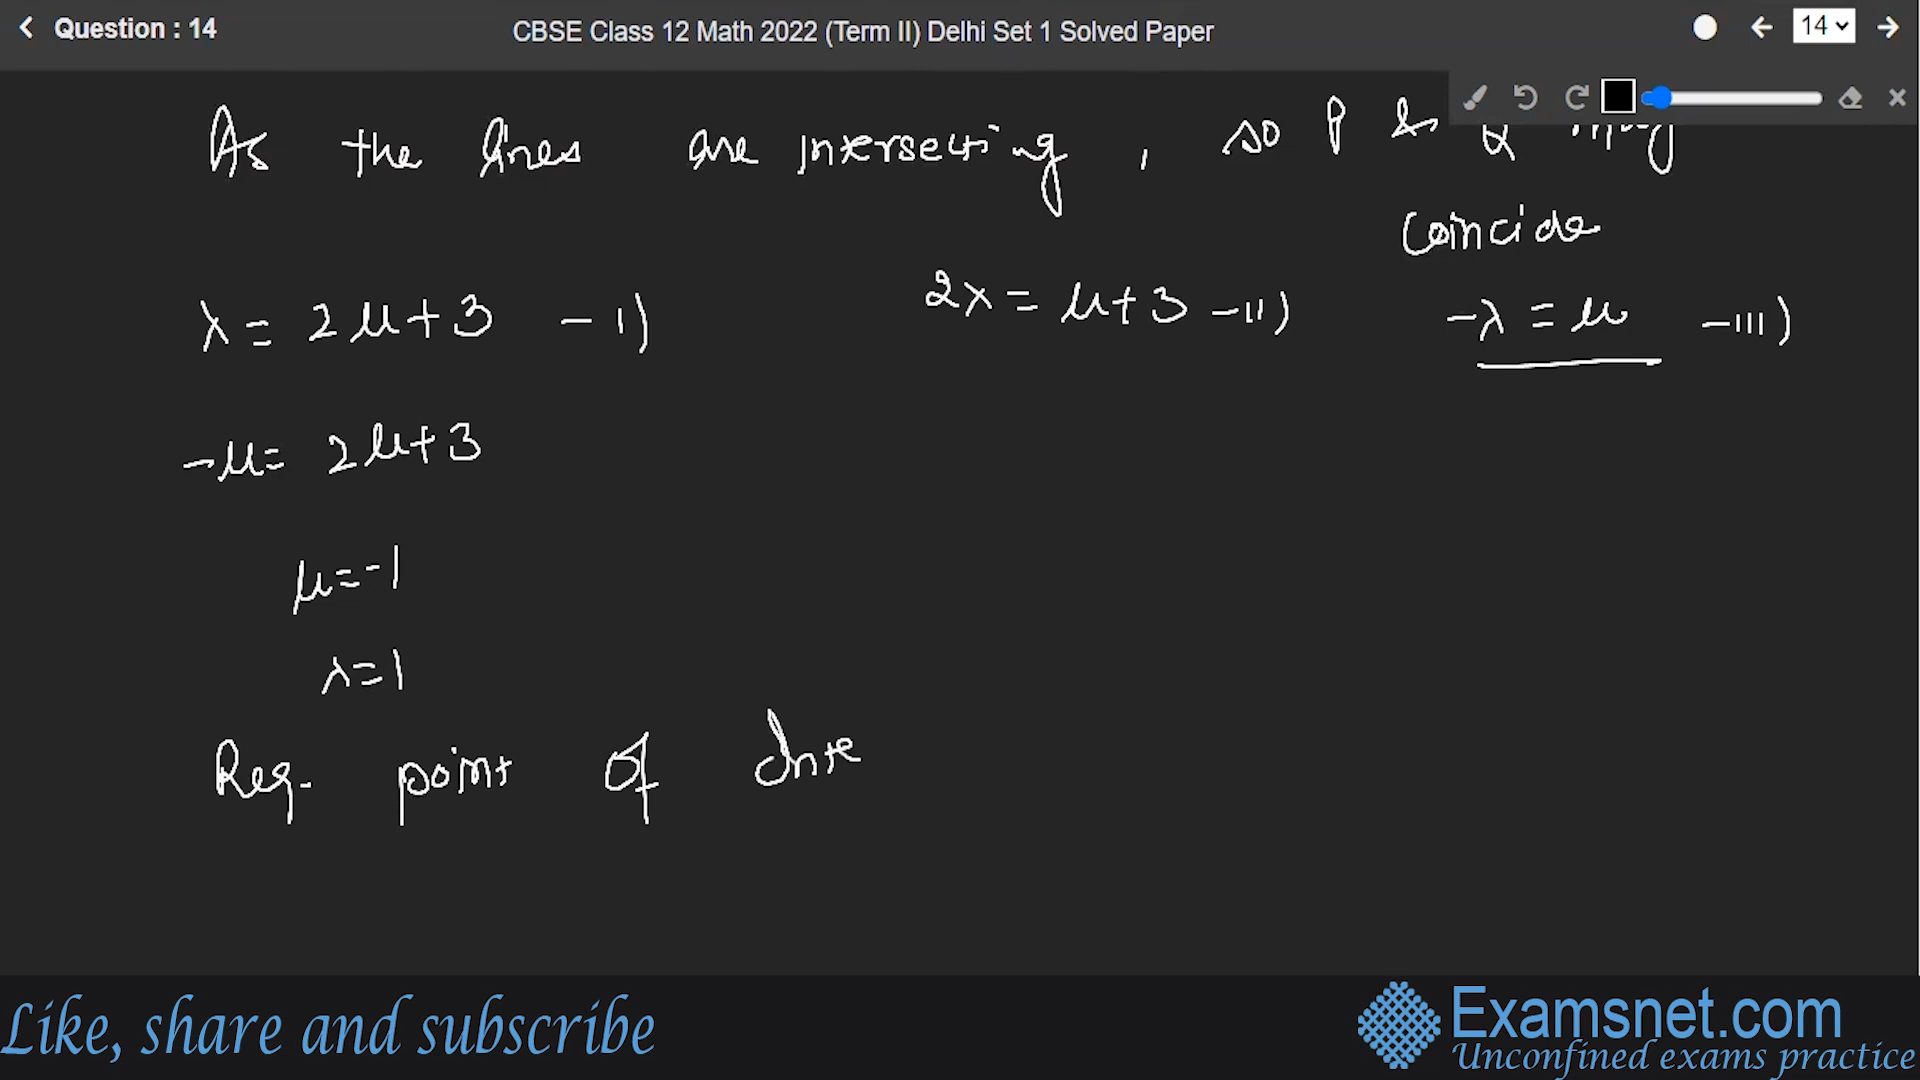 Question : 14
CBSE Class 12 Math 2022 (Term II) Delhi Set 1 Solved Paper
14
As the lines are intersecting , so P & Q may
coincide
λ = 2μ + 3 - I)
2λ = μ + 3 - II)
-λ = μ - III)
-μ = 2μ + 3
μ = -1
λ = 1
Req. point of Inte
Like, share and subscribe
Examsnet.com
Unconfined exams practice